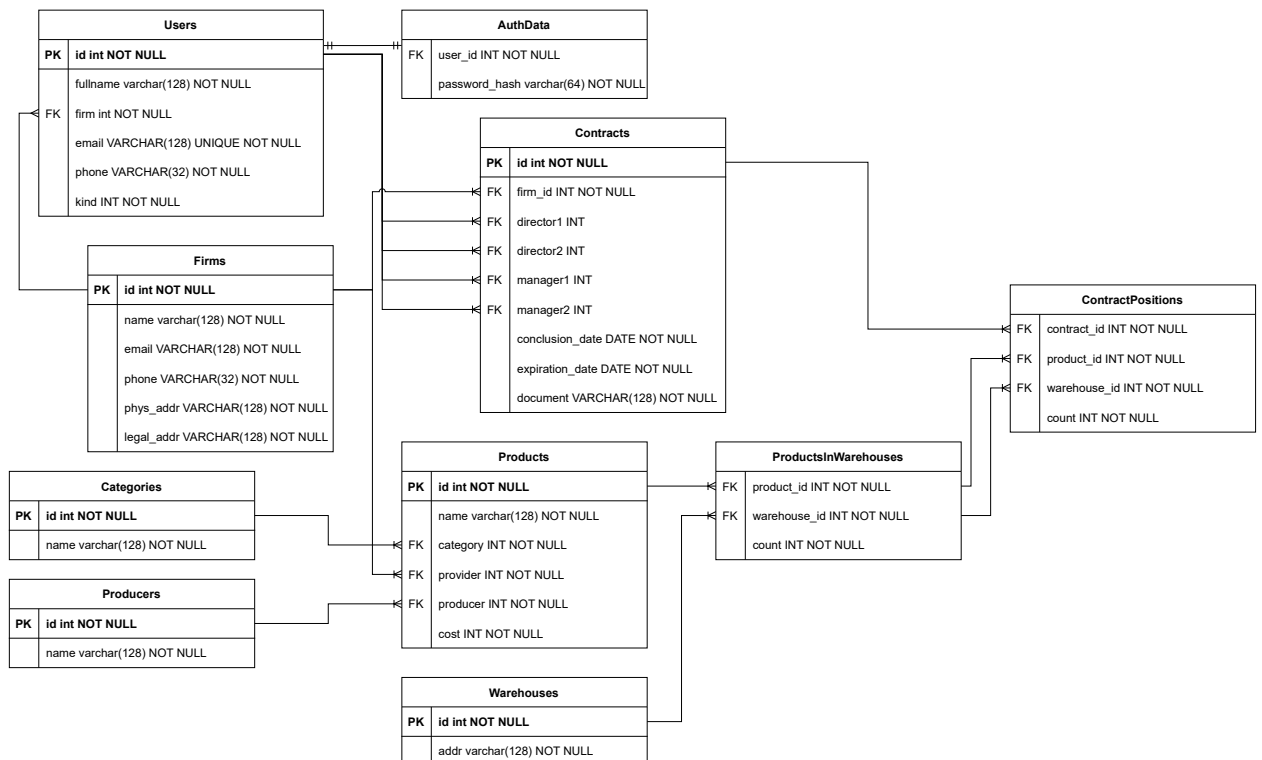 Users
PK id int NOT NULL
fullname varchar(128) NOT NULL
FK firm int NOT NULL
email VARCHAR(128) UNIQUE NOT NULL
phone VARCHAR(32) NOT NULL
kind INT NOT NULL
AuthData
FK user_id INT NOT NULL
password_hash varchar(64) NOT NULL
Contracts
PK id int NOT NULL
FK firm_id INT NOT NULL
FK director1 INT
FK director2 INT
FK manager1 INT
FK manager2 INT
conclusion_date DATE NOT NULL
expiration_date DATE NOT NULL
document VARCHAR(128) NOT NULL
Firms
PK id int NOT NULL
name varchar(128) NOT NULL
email VARCHAR(128) NOT NULL
phone VARCHAR(32) NOT NULL
phys_addr VARCHAR(128) NOT NULL
legal_addr VARCHAR(128) NOT NULL
ContractPositions
FK contract_id INT NOT NULL
FK product_id INT NOT NULL
FK warehouse_id INT NOT NULL
count INT NOT NULL
Categories
PK id int NOT NULL
name varchar(128) NOT NULL
Products
PK id int NOT NULL
name varchar(128) NOT NULL
FK category INT NOT NULL
FK provider INT NOT NULL
FK producer INT NOT NULL
cost INT NOT NULL
ProductsInWarehouses
FK product_id INT NOT NULL
FK warehouse_id INT NOT NULL
count INT NOT NULL
Producers
PK id int NOT NULL
name varchar(128) NOT NULL
Warehouses
PK id int NOT NULL
addr varchar(128) NOT NULL